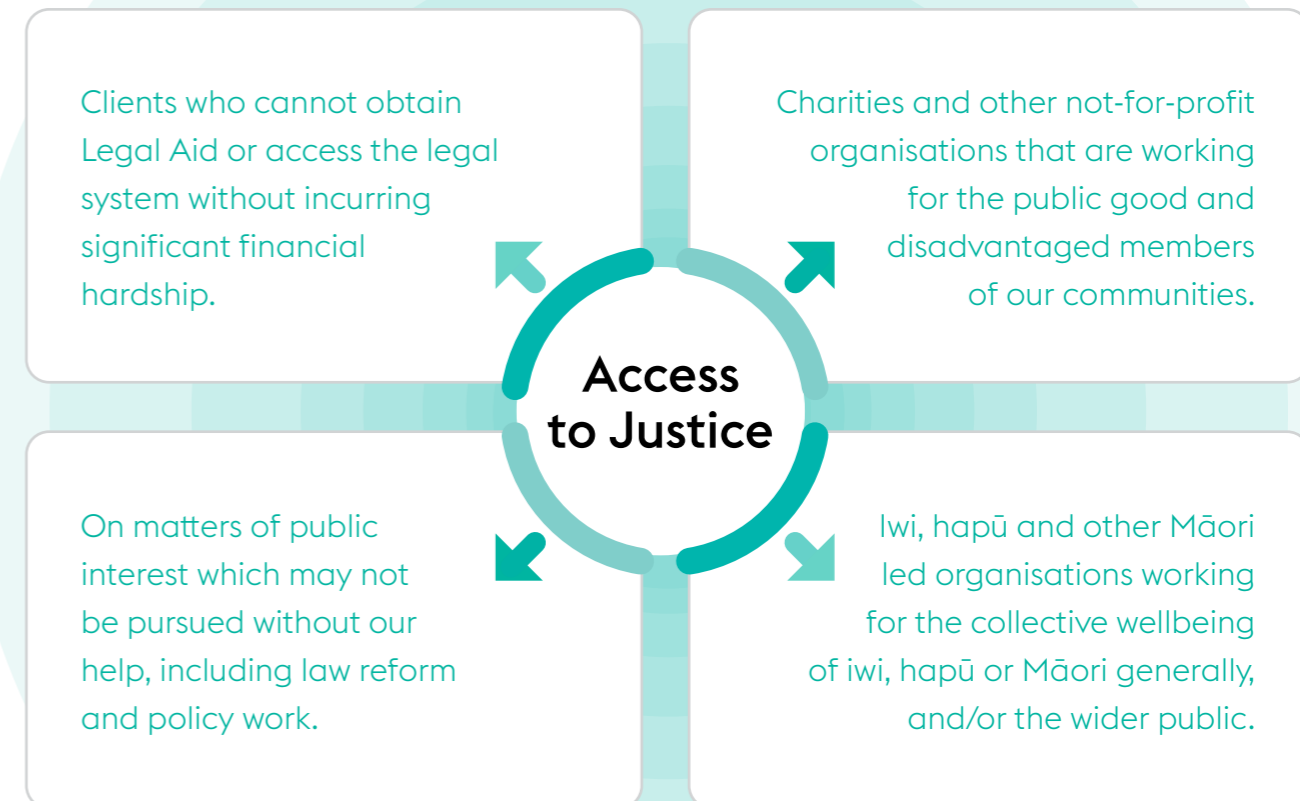 Clients who cannot obtain
Legal Aid or access the legal
system without incurring
significant financial
hardship.
Charities and other not-for-profit
organisations that are working
for the public good and
disadvantaged members
of our communities.
Access
to Justice
On matters of public
interest which may not
be pursued without our
help, including law reform
and policy work.
Iwi, hapū and other Māori
led organisations working
for the collective wellbeing
of iwi, hapū or Māori generally,
and/or the wider public.